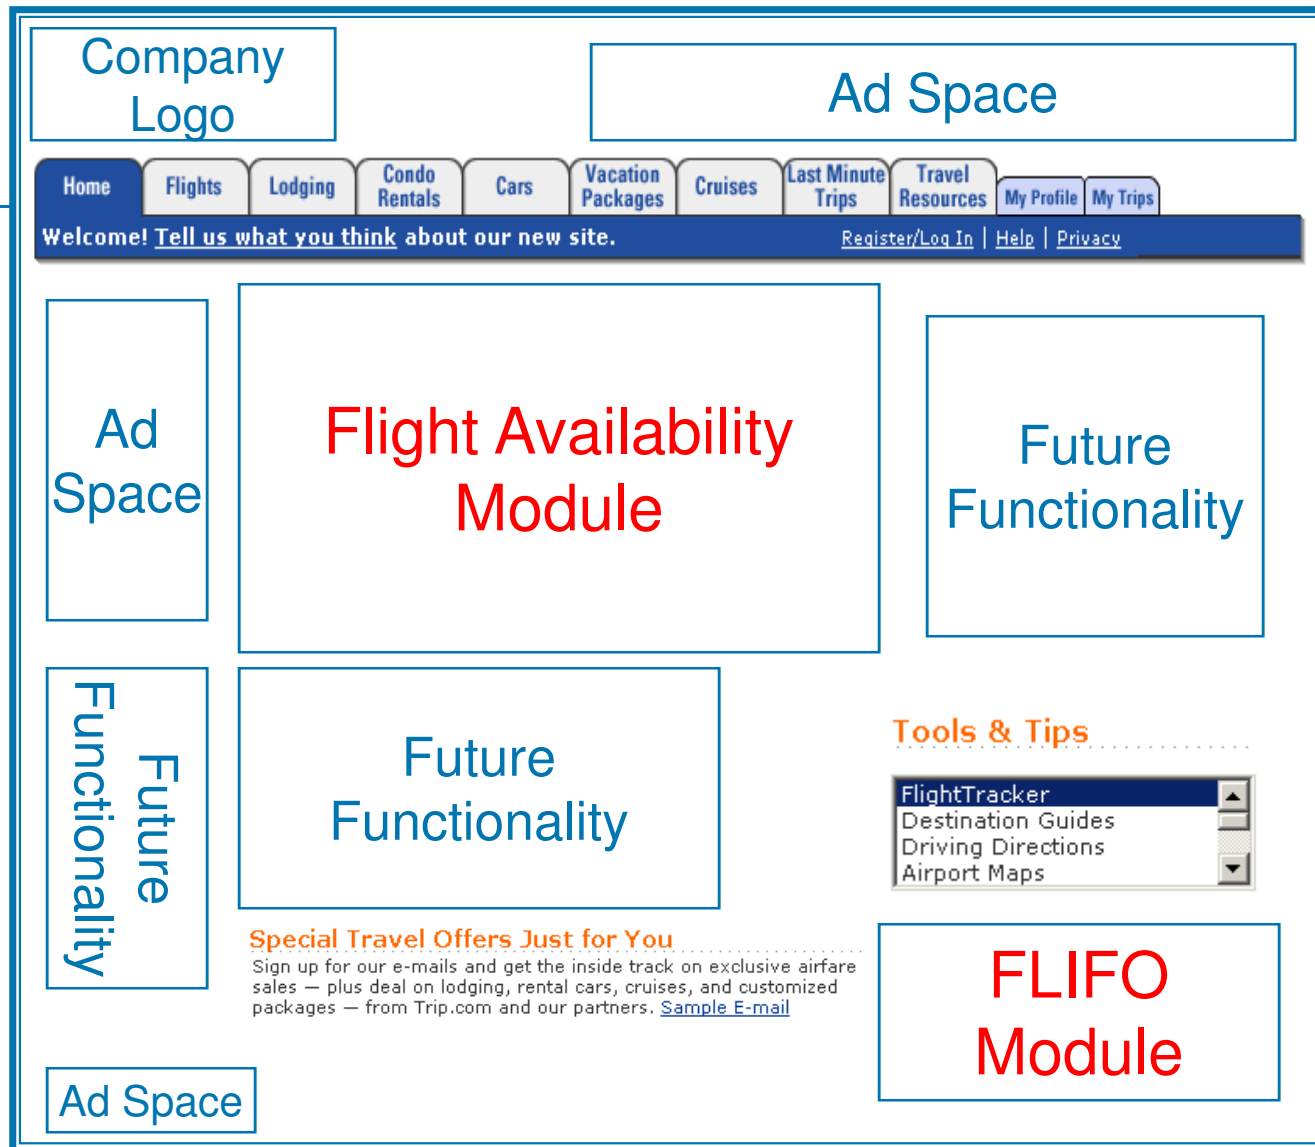 Company
Logo
Ad Space
Home
Flights
Lodging
Condo
Rentals
Cars
Vacation
Packages
Cruises
Last Minute
Trips
Travel
Resources
My Profile
My Trips
Welcome! Tell us what you think about our new site.
Register/Log In | Help | Privacy
Ad
Space
Flight Availability
Module
Future
Functionality
Future
Functionality
Future
Functionality
Tools & Tips
FlightTracker
Destination Guides
Driving Directions
Airport Maps
Special Travel Offers Just for You
Sign up for our e-mails and get the inside track on exclusive airfare
sales — plus deal on lodging, rental cars, cruises, and customized
packages — from Trip.com and our partners. Sample E-mail
FLIFO
Module
Ad Space